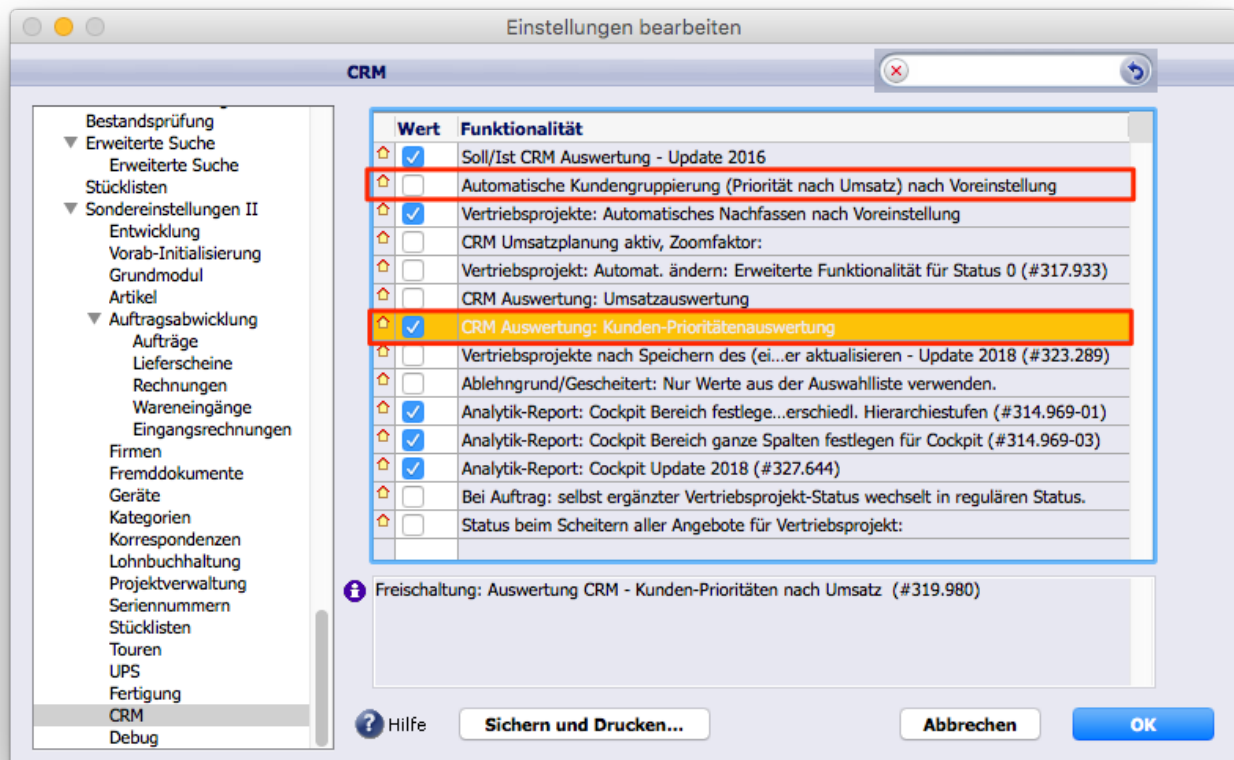 Einstellungen bearbeiten
CRM
Bestandsprüfung
Erweiterte Suche
Erweiterte Suche
Stücklisten
Sondereinstellungen II
Entwicklung
Vorab-Initialisierung
Grundmodul
Artikel
Auftragsabwicklung
Aufträge
Lieferscheine
Rechnungen
Wareneingänge
Eingangsrechnungen
Firmen
Fremddokumente
Geräte
Kategorien
Korrespondenzen
Lohnbuchhaltung
Projektverwaltung
Seriennummern
Stücklisten
Touren
UPS
Fertigung
CRM
Debug
Wert Funktionalität
Soll/Ist CRM Auswertung - Update 2016
Automatische Kundengruppierung (Priorität nach Umsatz) nach Voreinstellung
Vertriebsprojekte: Automatisches Nachfassen nach Voreinstellung
CRM Umsatzplanung aktiv, Zoomfaktor:
Vertriebsprojekt: Automat. ändern: Erweiterte Funktionalität für Status 0 (#317.933)
CRM Auswertung: Umsatzauswertung
CRM Auswertung: Kunden-Prioritätenauswertung
Vertriebsprojekte nach Speichern des (ei...er aktualisieren - Update 2018 (#323.289)
Ablehngrund/Gescheitert: Nur Werte aus der Auswahlliste verwenden.
Analytik-Report: Cockpit Bereich festlege...erschiedl. Hierarchiestufen (#314.969-01)
Analytik-Report: Cockpit Bereich ganze Spalten festlegen für Cockpit (#314.969-03)
Analytik-Report: Cockpit Update 2018 (#327.644)
Bei Auftrag: selbst ergänzter Vertriebsprojekt-Status wechselt in regulären Status.
Status beim Scheitern aller Angebote für Vertriebsprojekt:
Freischaltung: Auswertung CRM - Kunden-Prioritäten nach Umsatz (#319.980)
Hilfe
Sichern und Drucken...
Abbrechen
OK